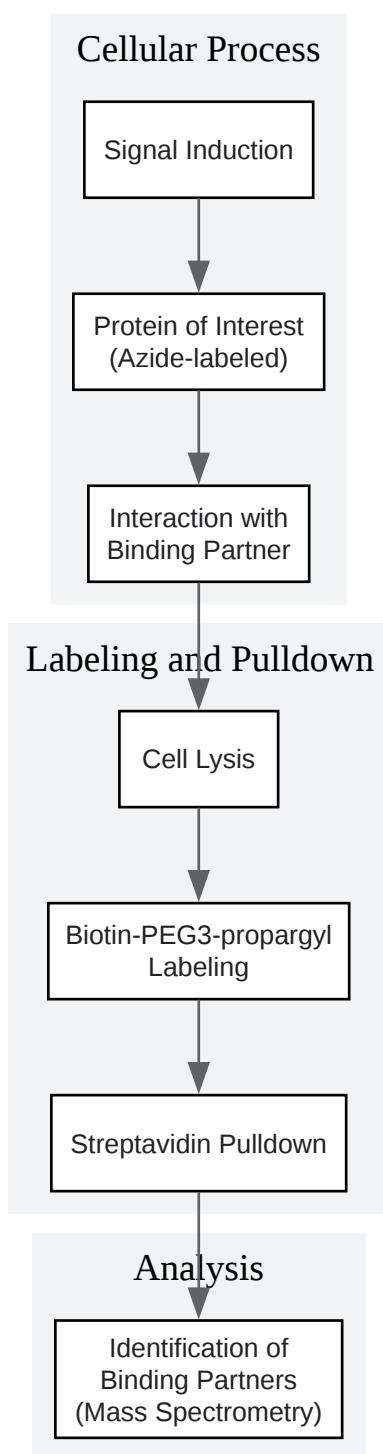 Cellular Process
Signal Induction
Protein of Interest
(Azide-labeled)
Interaction with
Binding Partner
Labeling and Pulldown
Cell Lysis
Biotin-PEG3-propargyl
Labeling
Streptavidin Pulldown
Analysis
Identification of
Binding Partners
(Mass Spectrometry)